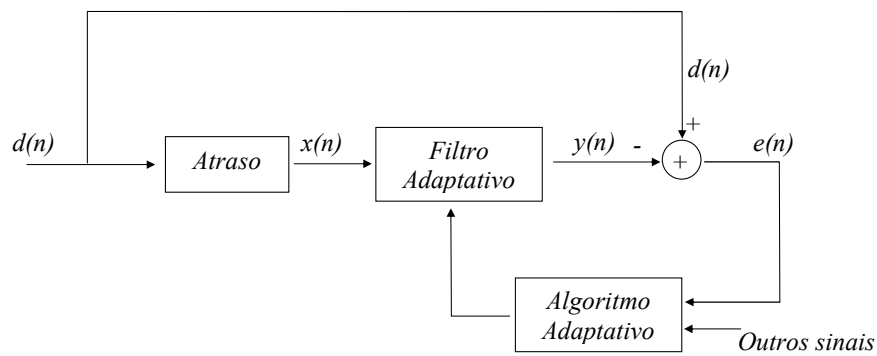 d(n)
d(n)
Atraso
x(n)
Filtro
Adaptativo
y(n)
-
+
+
e(n)
Algoritmo
Adaptativo
Outros sinais